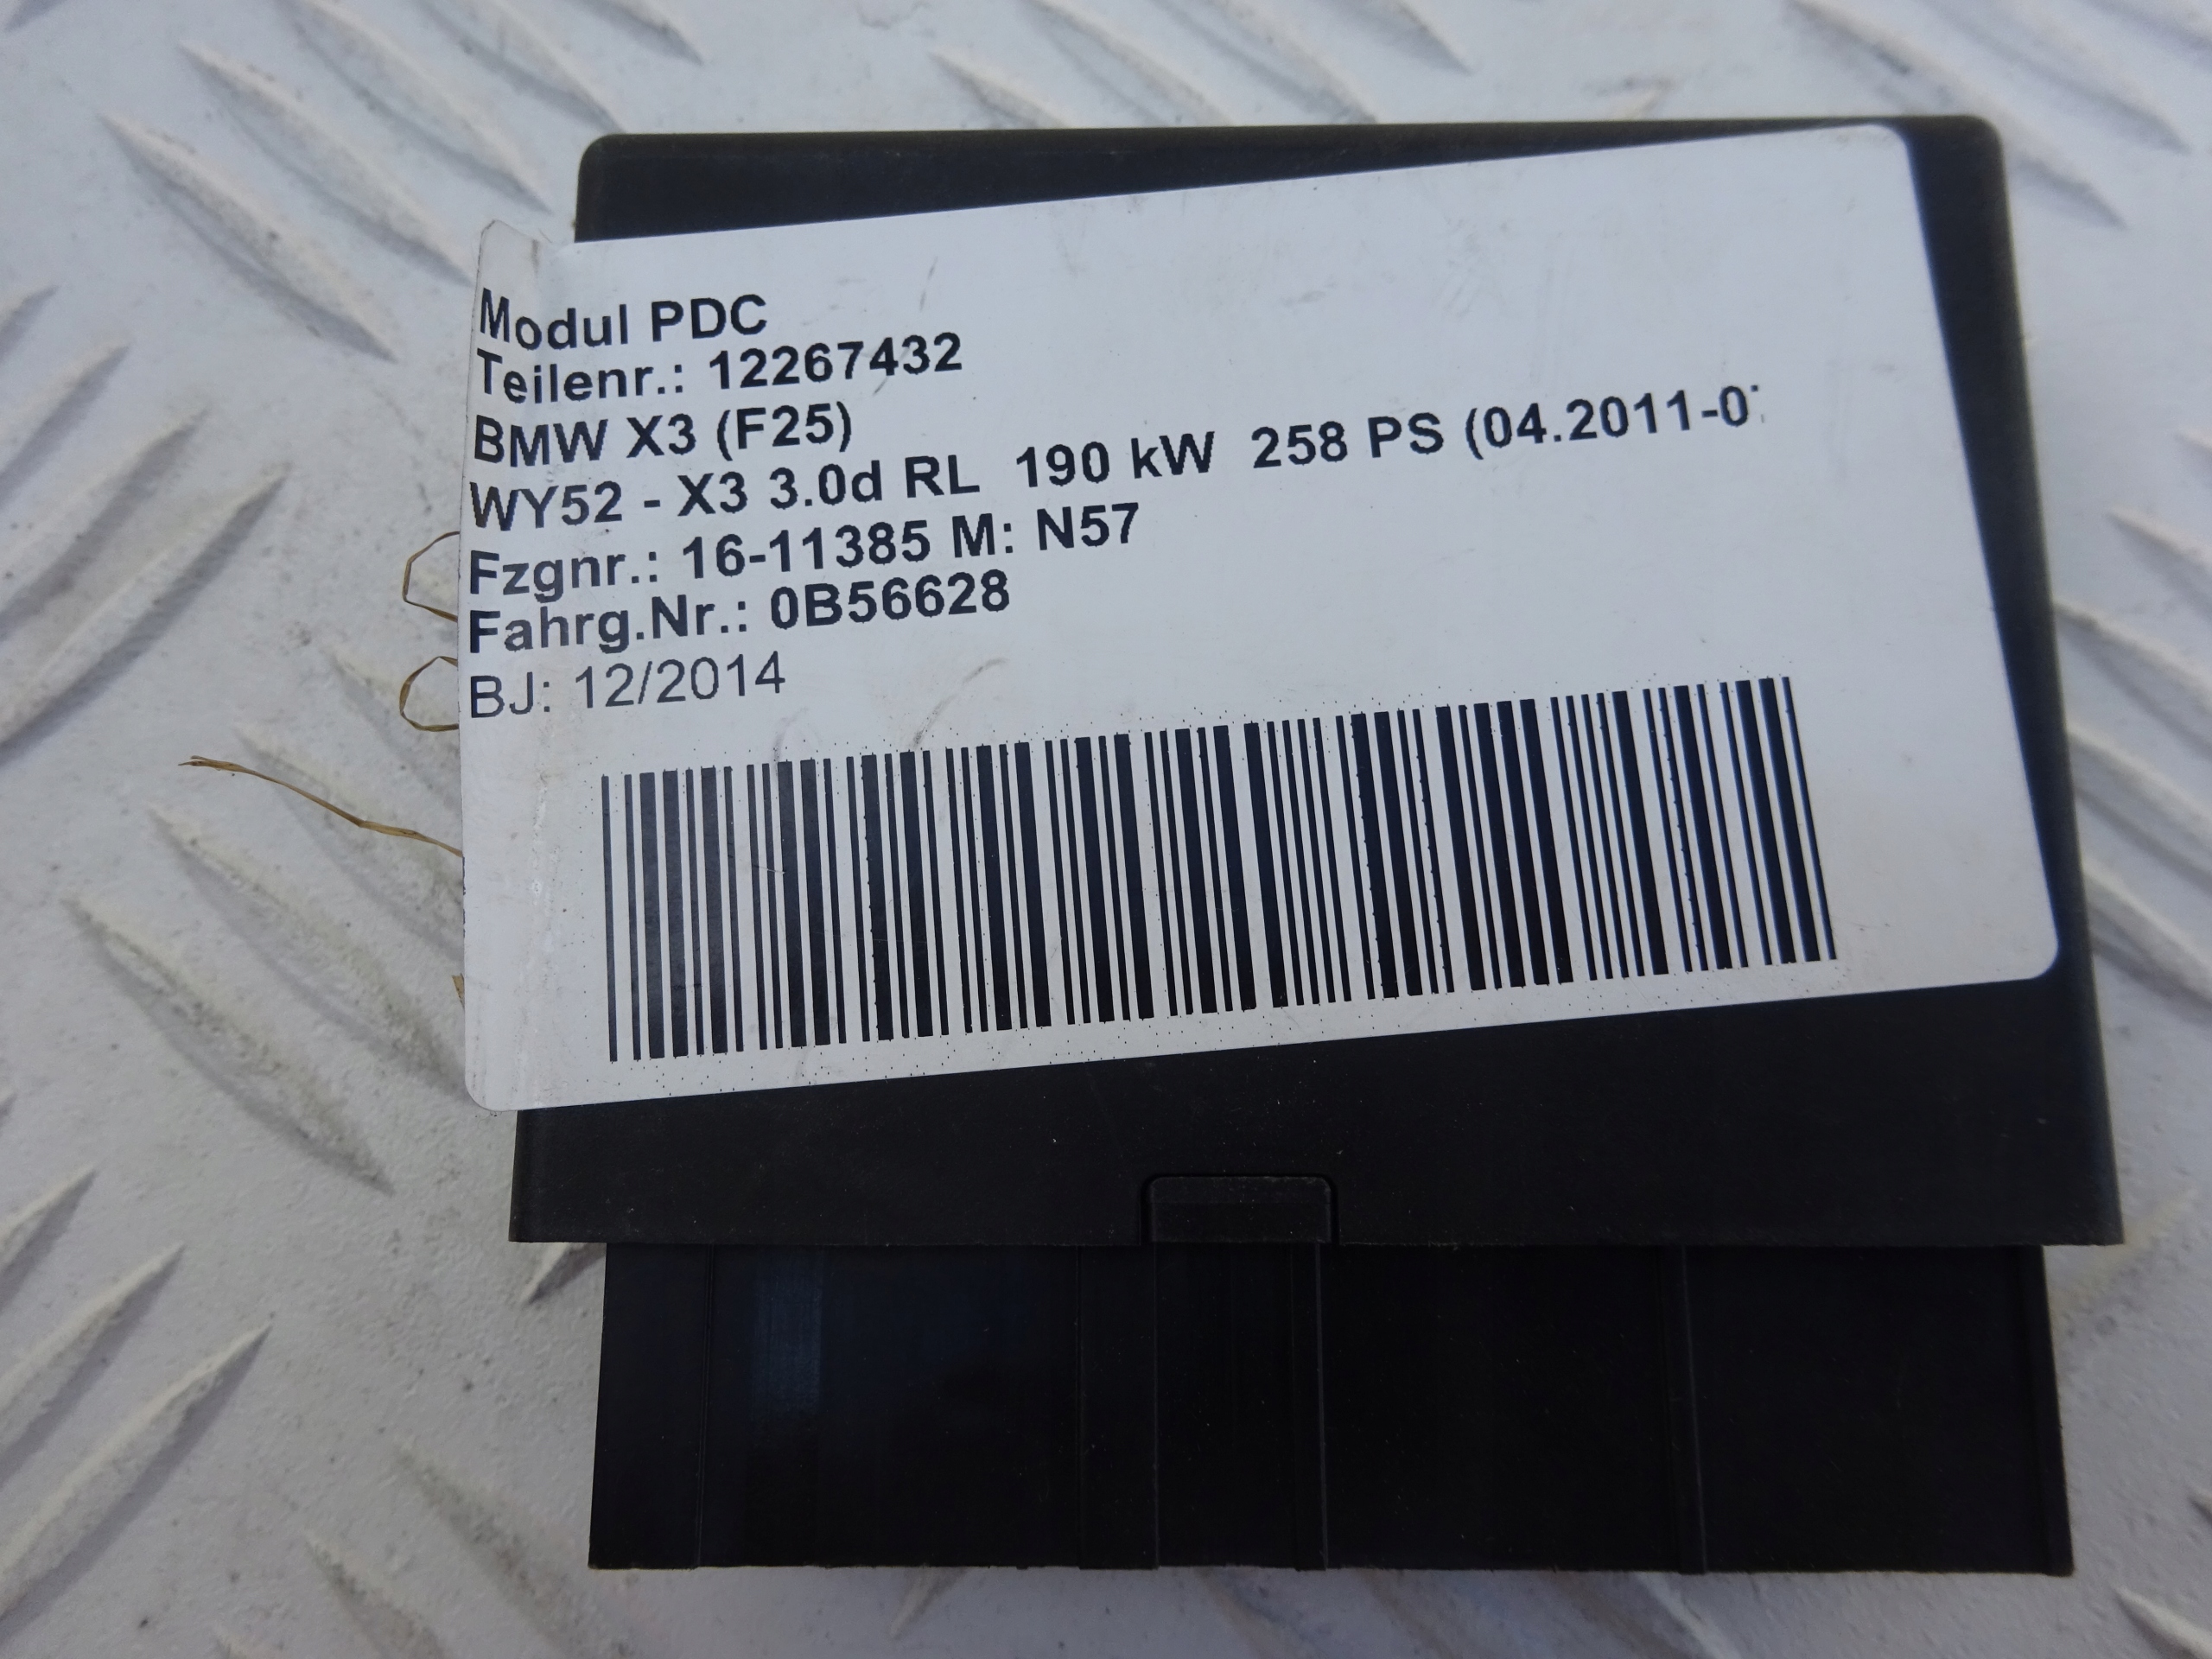 Modul PDC
Teilenr.: 12267432
BMW X3 (F25)
WY52 - X3 3.0d RL 190 kW 258 PS (04.2011-0
Fzgnr.: 16-11385 M: N57
Fahrg.Nr.: 0B56628
BJ: 12/2014